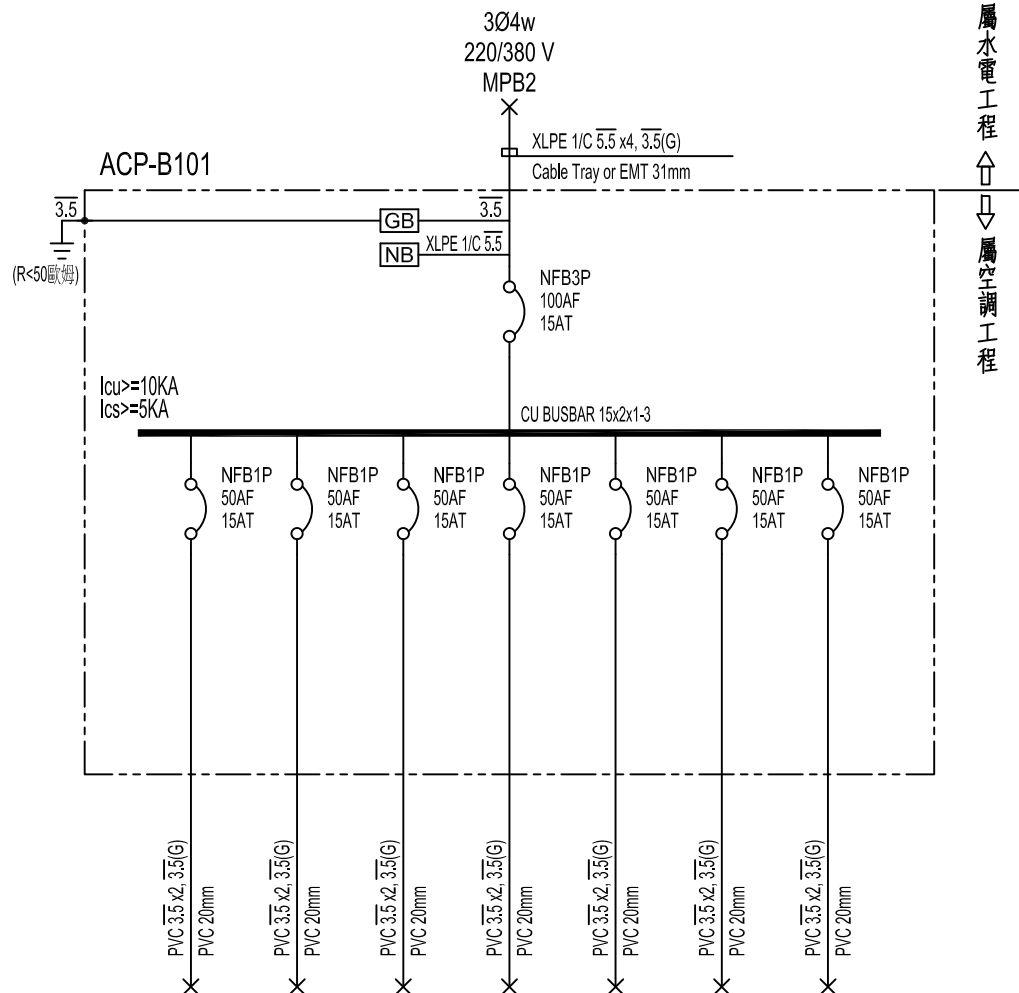 3Ø4w
220/380 V
MPB2
XLPE 1/C 5.5 x4, 3.5(G)
Cable Tray or EMT 31mm
屬水電工程
屬空調工程
ACP-B101
3.5
GB
3.5
NB
XLPE 1/C 5.5
(R<50歐姆)
NFB3P
100AF
15AT
Icu>=10KA
Ics>=5KA
CU BUSBAR 15x2x1-3
NFB1P
50AF
15AT
NFB1P
50AF
15AT
NFB1P
50AF
15AT
NFB1P
50AF
15AT
NFB1P
50AF
15AT
NFB1P
50AF
15AT
NFB1P
50AF
15AT
PVC 3.5 x2, 3.5(G)
PVC 20mm
PVC 3.5 x2, 3.5(G)
PVC 20mm
PVC 3.5 x2, 3.5(G)
PVC 20mm
PVC 3.5 x2, 3.5(G)
PVC 20mm
PVC 3.5 x2, 3.5(G)
PVC 20mm
PVC 3.5 x2, 3.5(G)
PVC 20mm
PVC 3.5 x2, 3.5(G)
PVC 20mm